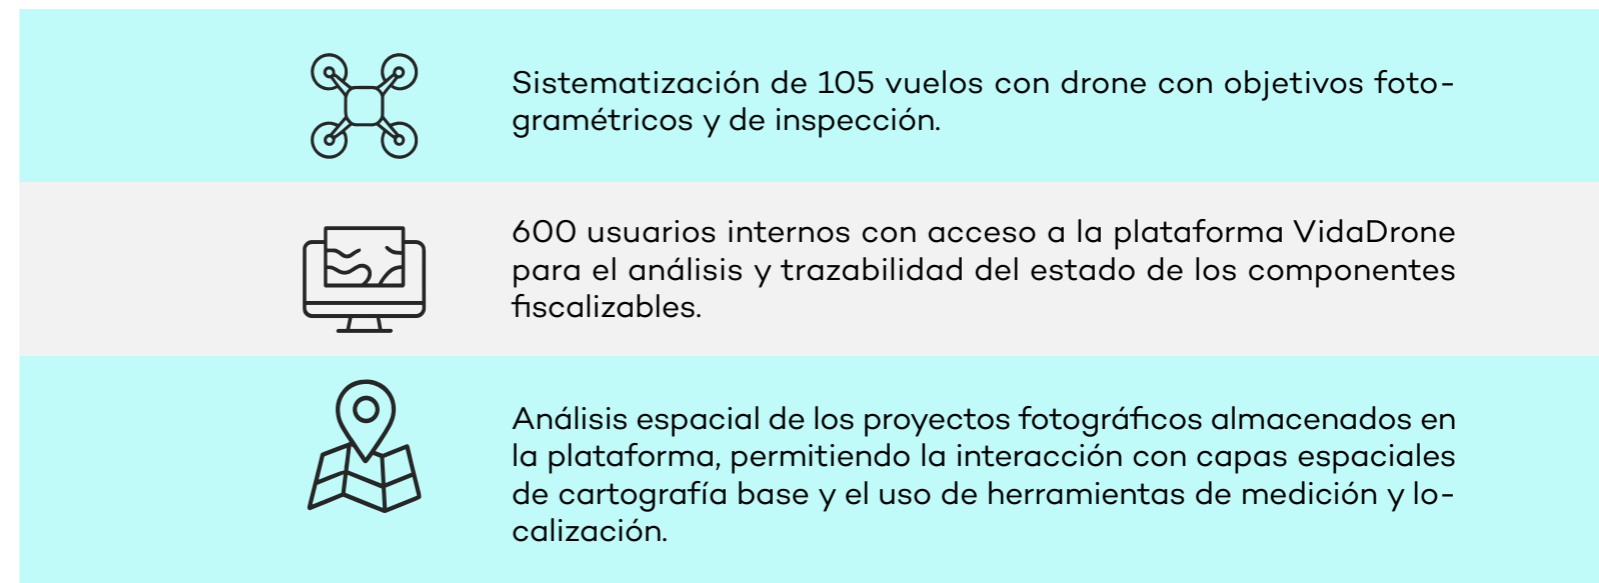 Sistematización de 105 vuelos con drone con objetivos foto-
gramétricos y de inspección.
600 usuarios internos con acceso a la plataforma VidaDrone
para el análisis y trazabilidad del estado de los componentes
fiscalizables.
Análisis espacial de los proyectos fotográficos almacenados en
la plataforma, permitiendo la interacción con capas espaciales
de cartografía base y el uso de herramientas de medición y lo-
calización.